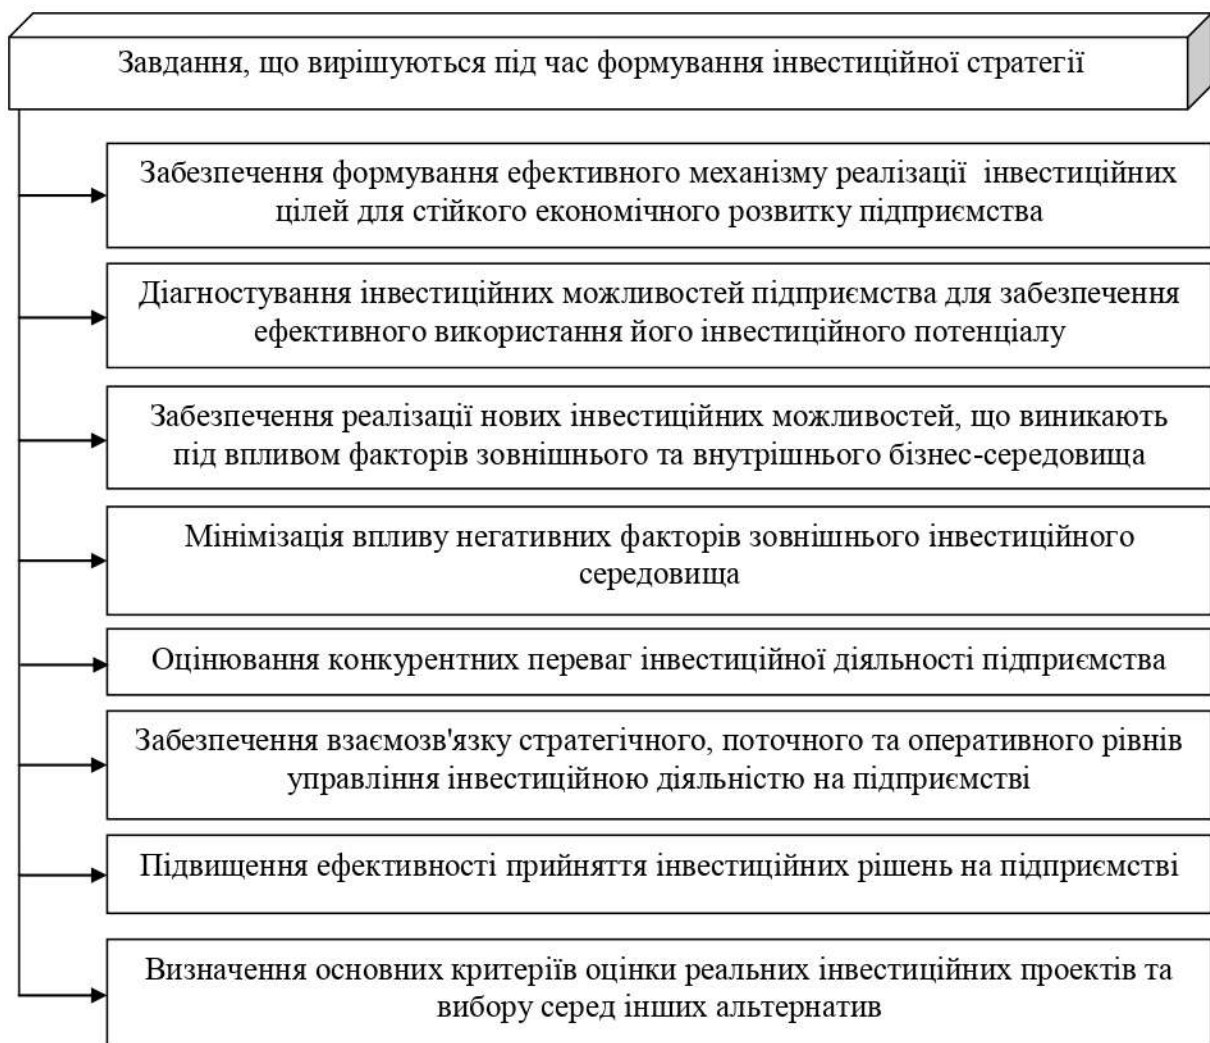 Завдання, що вирішуються під час формування інвестиційної стратегії
Забезпечення формування ефективного механізму реалізації інвестиційних
цілей для стійкого економічного розвитку підприємства
Діагностування інвестиційних можливостей підприємства для забезпечення
ефективного використання його інвестиційного потенціалу
Забезпечення реалізації нових інвестиційних можливостей, що виникають
під впливом факторів зовнішнього та внутрішнього бізнес-середовища
Мінімізація впливу негативних факторів зовнішнього інвестиційного
середовища
Оцінювання конкурентних переваг інвестиційної діяльності підприємства
Забезпечення взаємозв'язку стратегічного, поточного та оперативного рівнів
управління інвестиційною діяльністю на підприємстві
Підвищення ефективності прийняття інвестиційних рішень на підприємстві
Визначення основних критеріїв оцінки реальних інвестиційних проектів та
вибору серед інших альтернатив